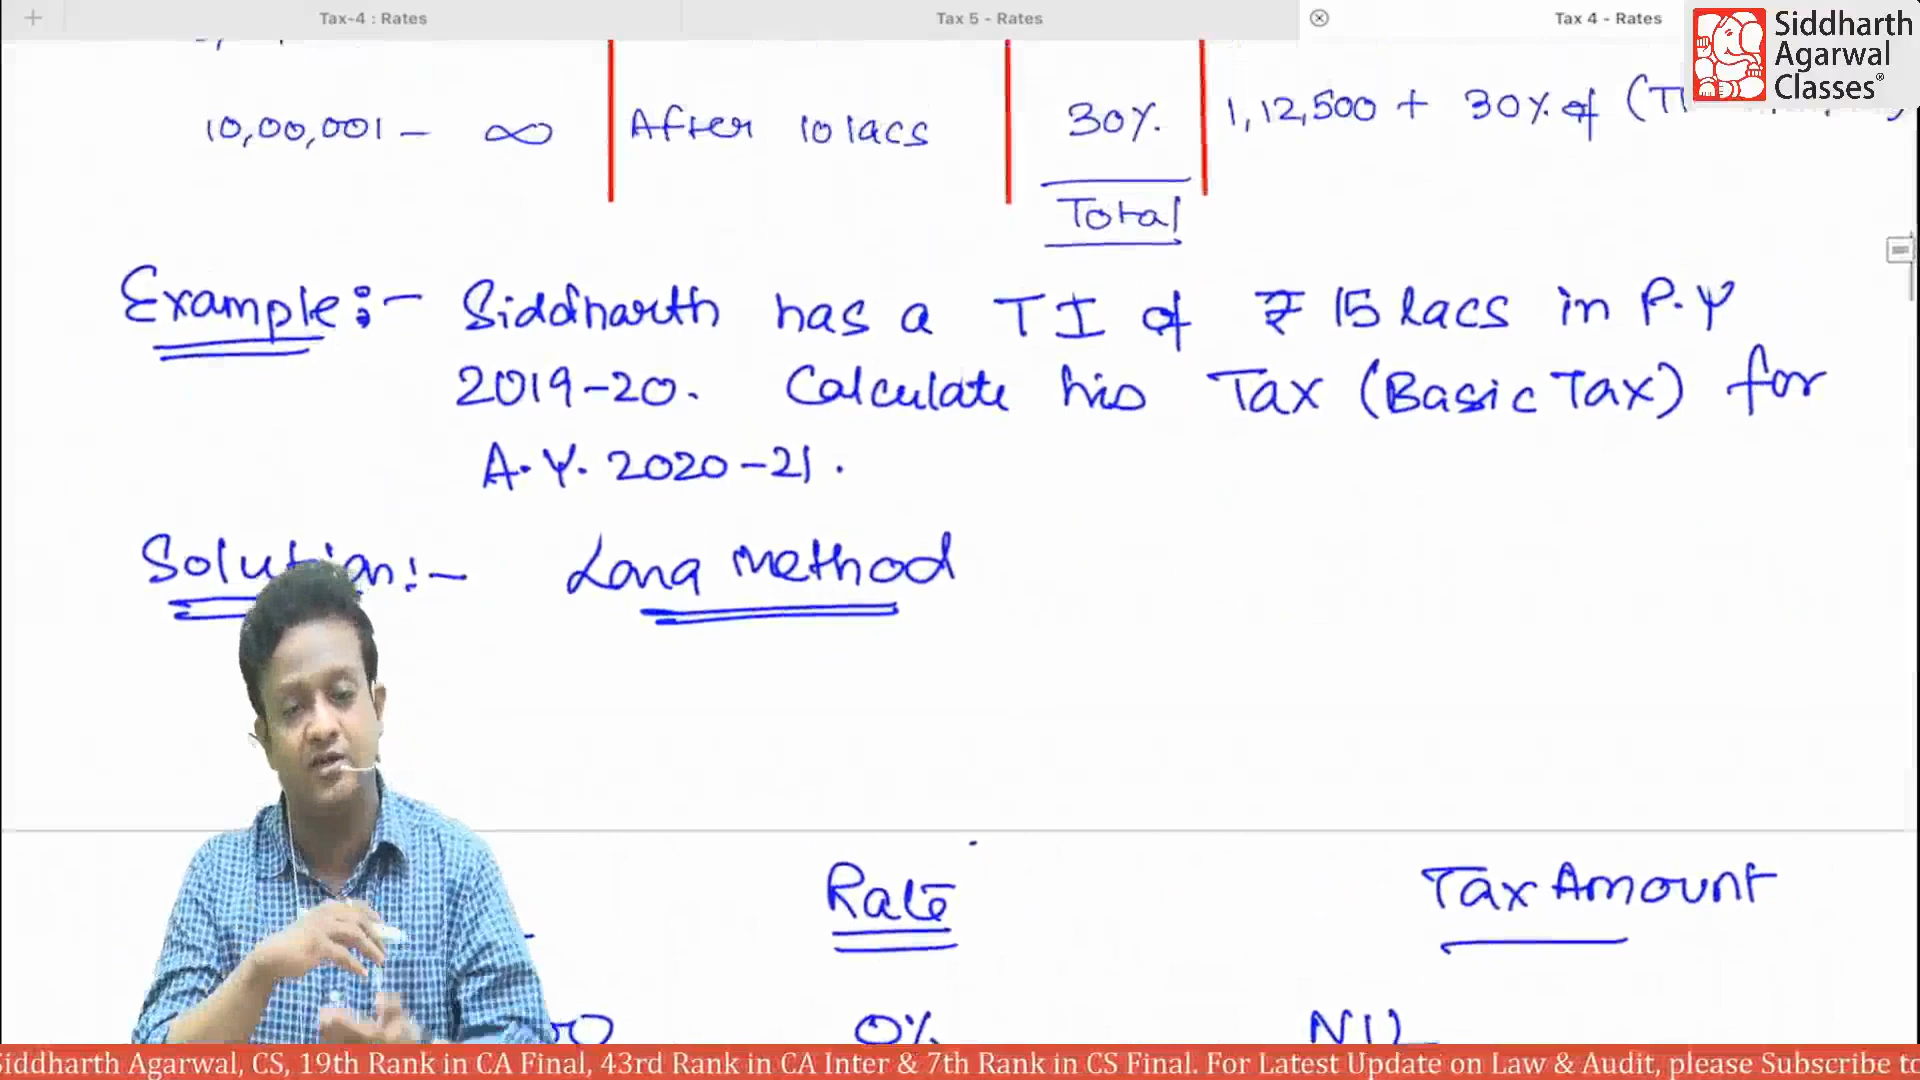 Tax-4 : Rates
Tax 5 - Rates
Tax 4 - Rates
Siddharth
Agarwal
Classes®
10,00,001 - ∞ After 10 lacs 30% 1,12,500 + 30% of (TI
Total
Example:- Siddharth has a TI of ₹ 15 lacs in P.Y
2019-20. Calculate his Tax (Basic Tax) for
A.Y. 2020-21.
Solution:- Long Method
Rate Tax Amount
0% NIL
Siddharth Agarwal, CS, 19th Rank in CA Final, 43rd Rank in CA Inter & 7th Rank in CS Final. For Latest Update on Law & Audit, please Subscribe to